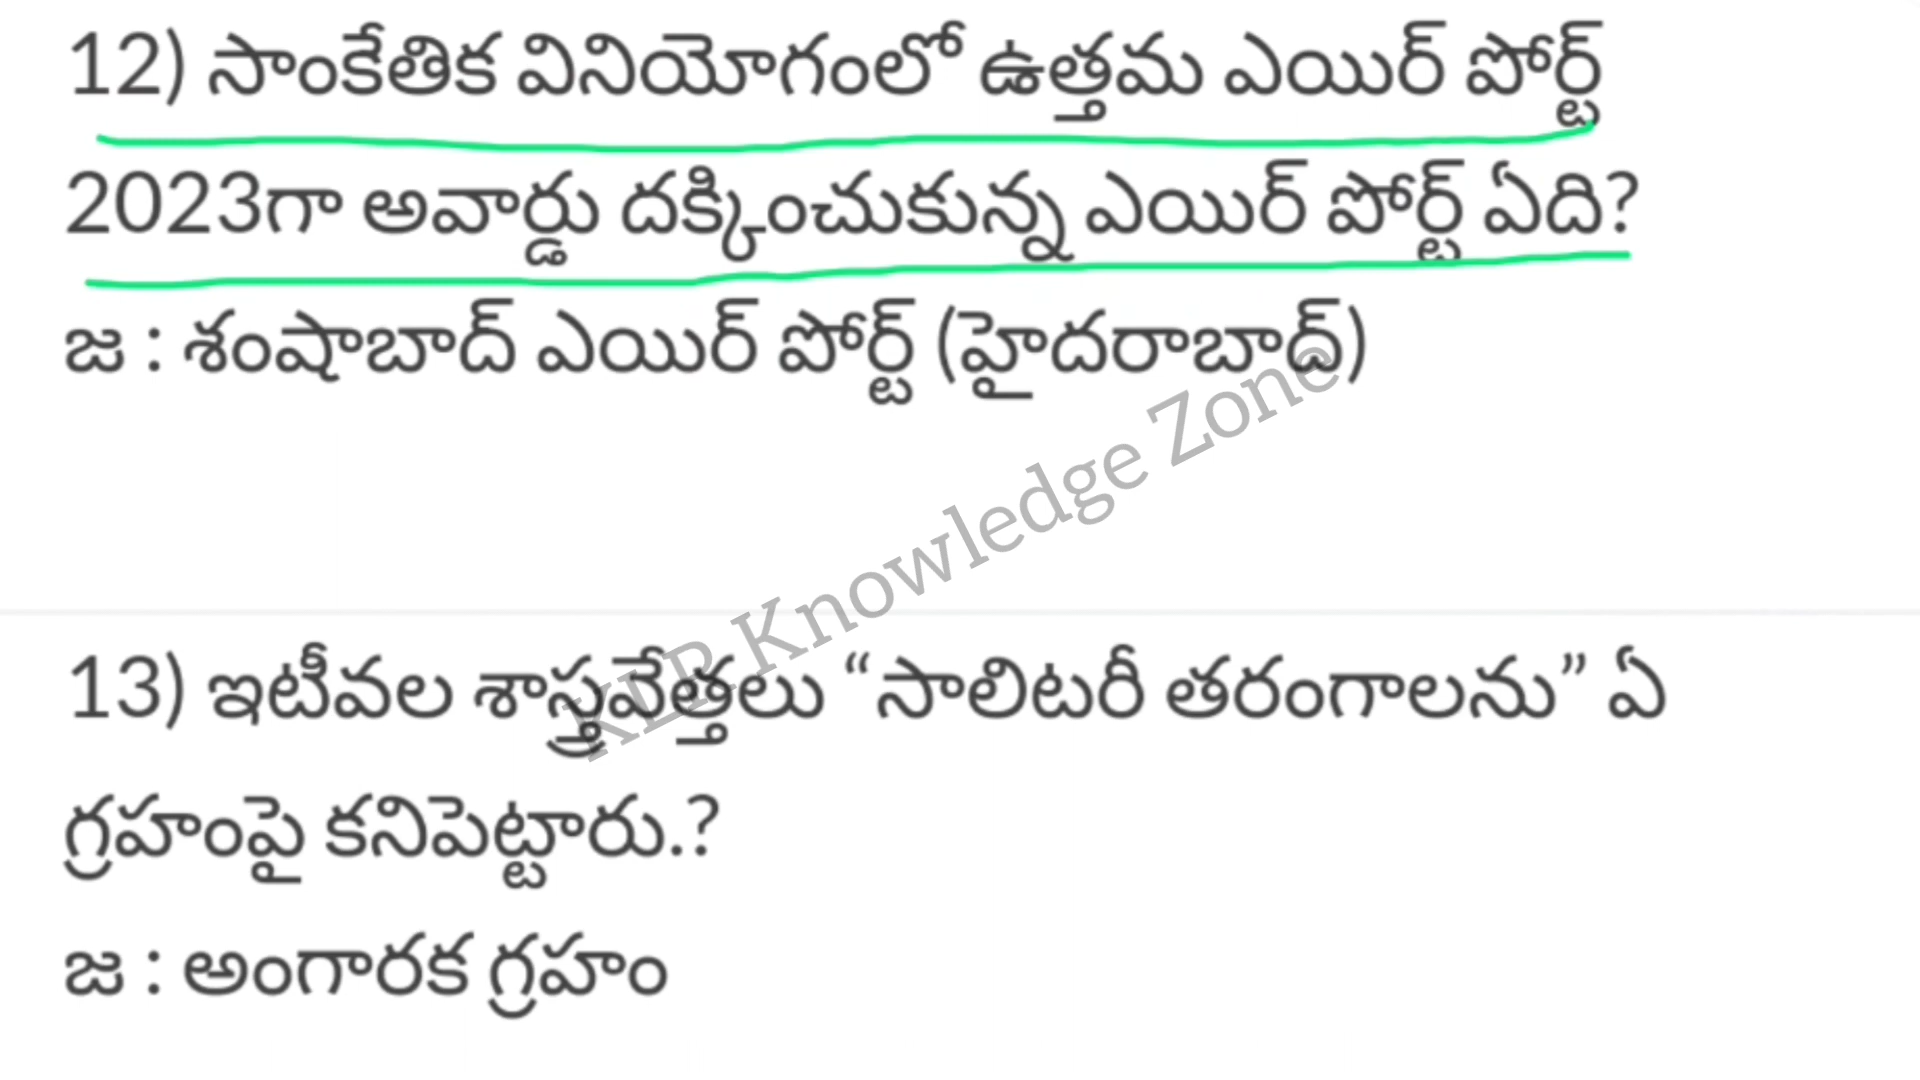 12) సాంకేతిక వినియోగంలో ఉత్తమ ఎయిర్ పోర్ట్
2023గా అవార్డు దక్కించుకున్న ఎయిర్ పోర్ట్ ఏది?
జ : శంషాబాద్ ఎయిర్ పోర్ట్ (హైదరాబాద్)
KLR Knowledge Zone
13) ఇటీవల శాస్త్రవేత్తలు “సాలిటరీ తరంగాలను” ఏ
గ్రహంపై కనిపెట్టారు.?
జ : అంగారక గ్రహం